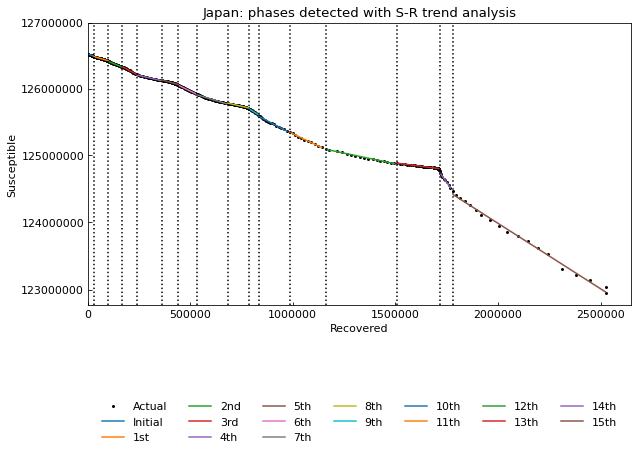 Japan: phases detected with S-R trend analysis
127000000
126000000
125000000
124000000
123000000
Susceptible
0 500000 1000000 1500000 2000000 2500000
Recovered
Actual 2nd 5th 8th 10th 12th 14th
Initial 3rd 6th 9th 11th 13th 15th
1st 4th 7th